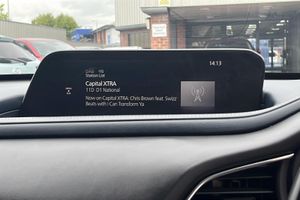 14:13
Station List
Capital XTRA
11D D1 National
Now on Capital XTRA: Chris Brown feat. Swizz
Beats with I Can Transform Ya